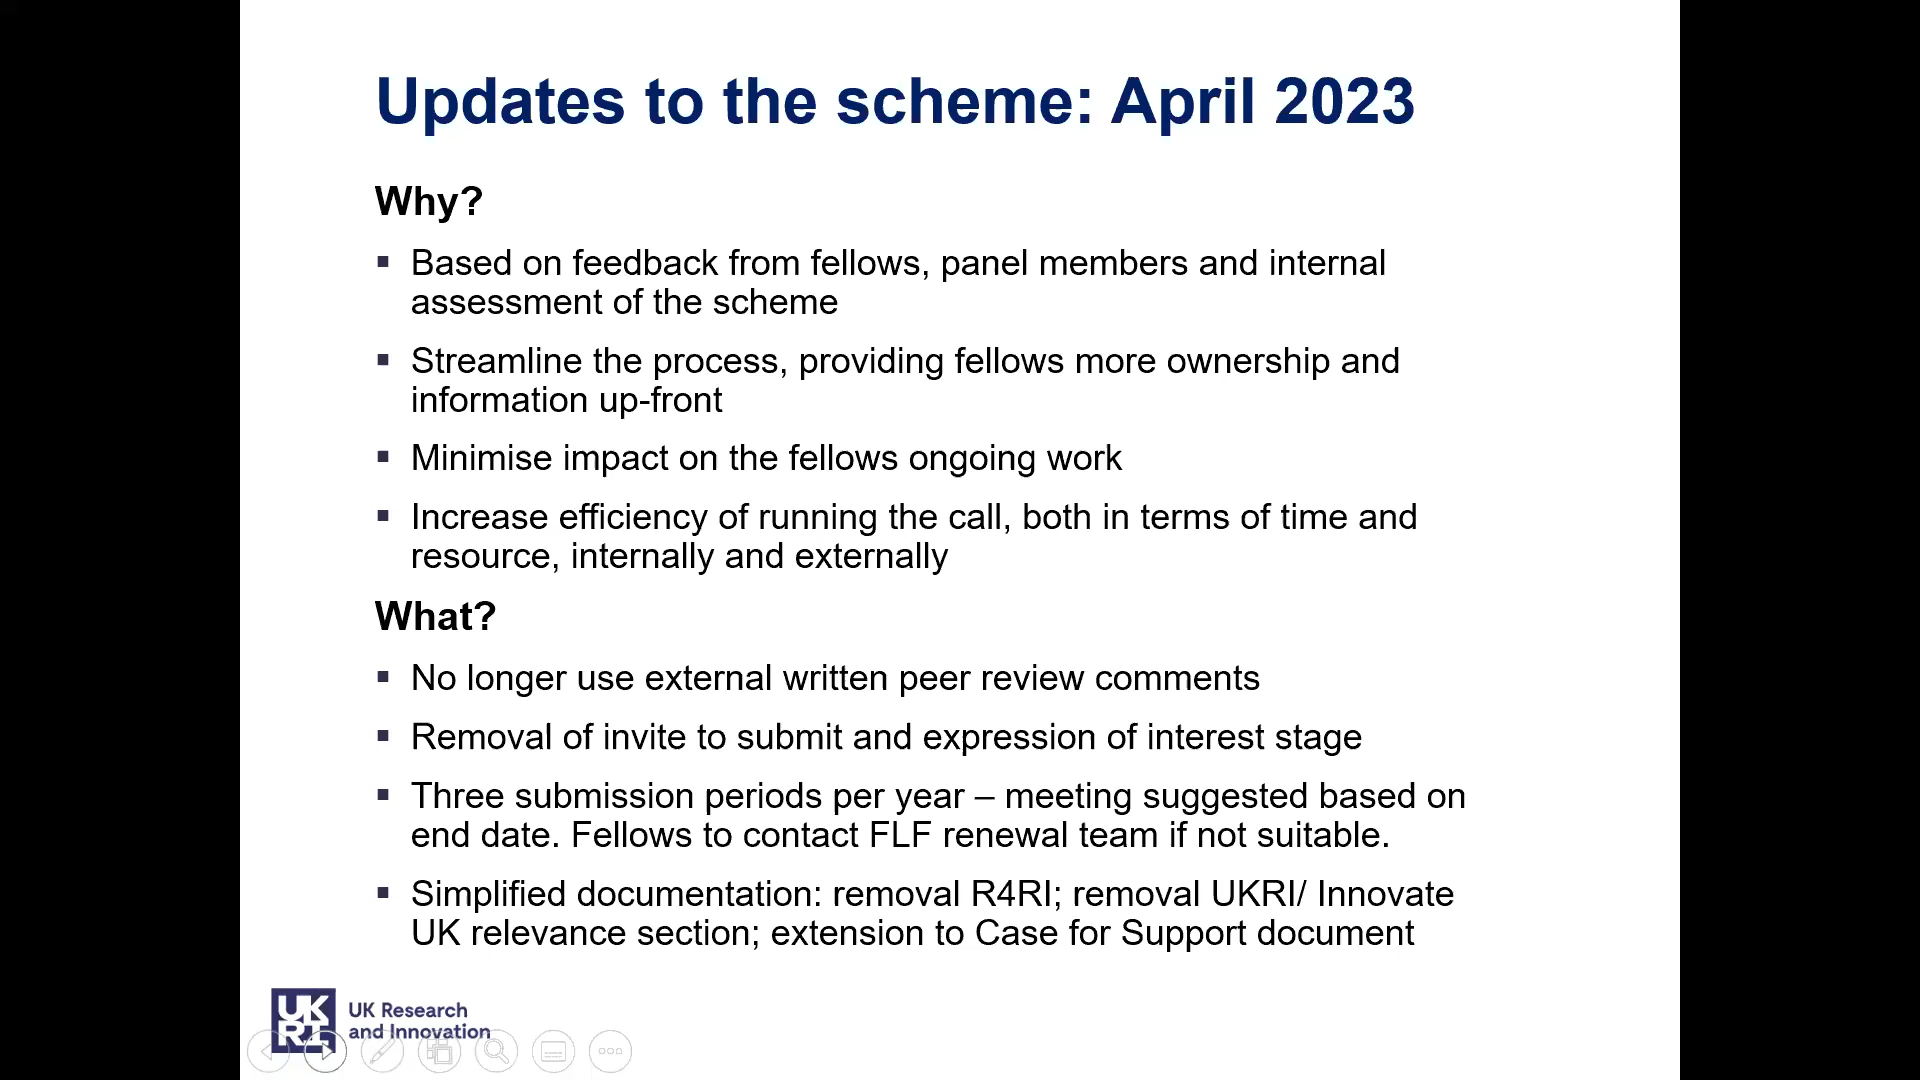 Updates to the scheme: April 2023
Why?
▪ Based on feedback from fellows, panel members and internal
assessment of the scheme
▪ Streamline the process, providing fellows more ownership and
information up-front
▪ Minimise impact on the fellows ongoing work
▪ Increase efficiency of running the call, both in terms of time and
resource, internally and externally
What?
▪ No longer use external written peer review comments
▪ Removal of invite to submit and expression of interest stage
▪ Three submission periods per year – meeting suggested based on
end date. Fellows to contact FLF renewal team if not suitable.
▪ Simplified documentation: removal R4RI; removal UKRI/ Innovate
UK relevance section; extension to Case for Support document
UK
RI
UK Research
and Innovation